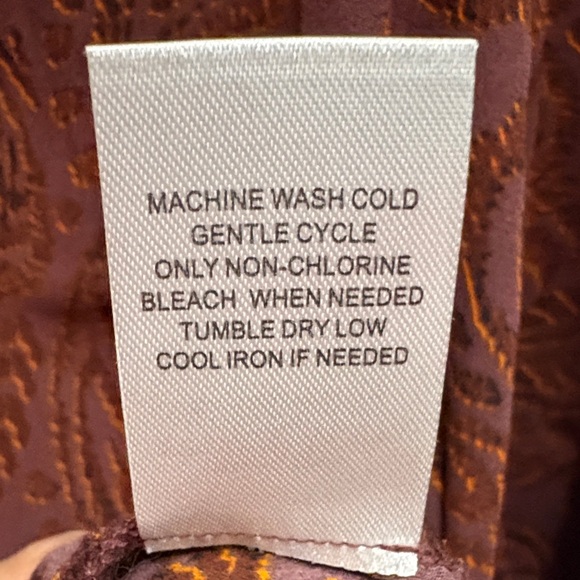 MACHINE WASH COLD
GENTLE CYCLE
ONLY NON-CHLORINE
BLEACH WHEN NEEDED
TUMBLE DRY LOW
COOL IRON IF NEEDED